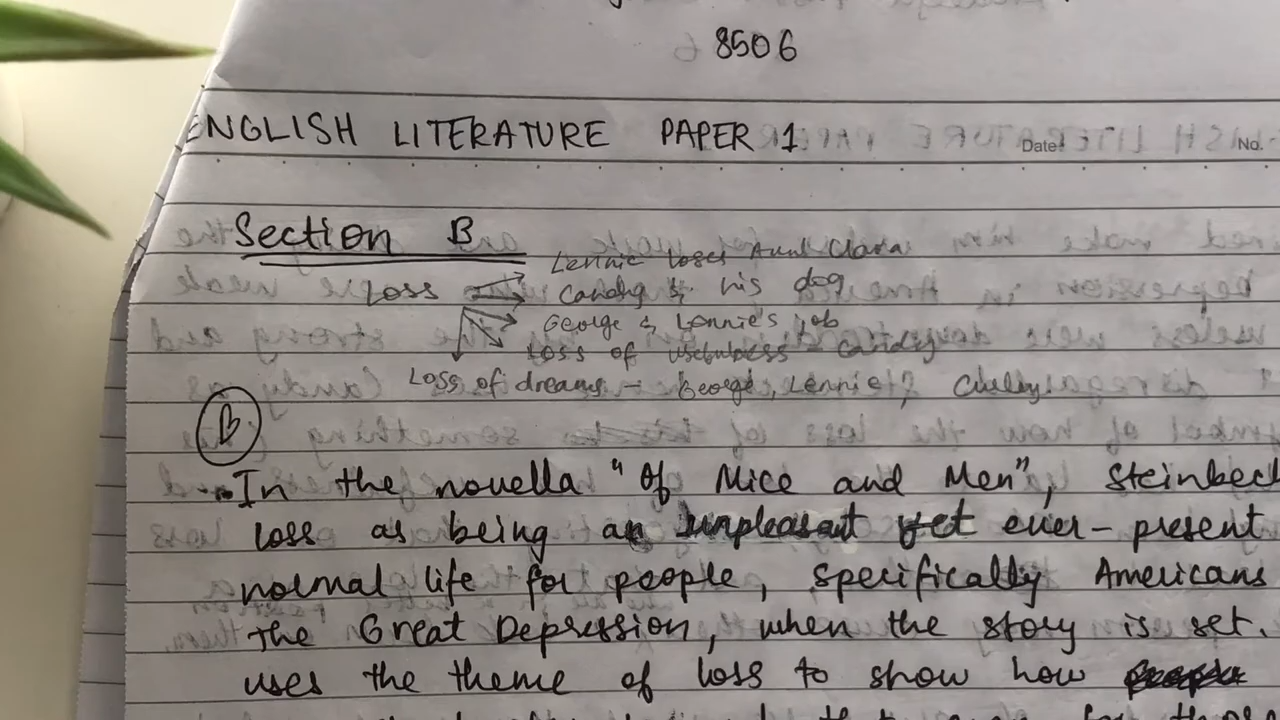 8506
ENGLISH LITERATURE PAPER 1
Date No.
Section B
Lennie loses Aunt Clara
Loss
Candy & his dog
George & Lennie's job
Loss of usefulness - Candy
Loss of dreams - George, Lennie,
B
In the novella "Of Mice and Men", Steinbeck
loss as being an unpleasant yet ever-present
normal life for people, specifically Americans
The Great Depression, when the story is set.
uses the theme of loss to show how